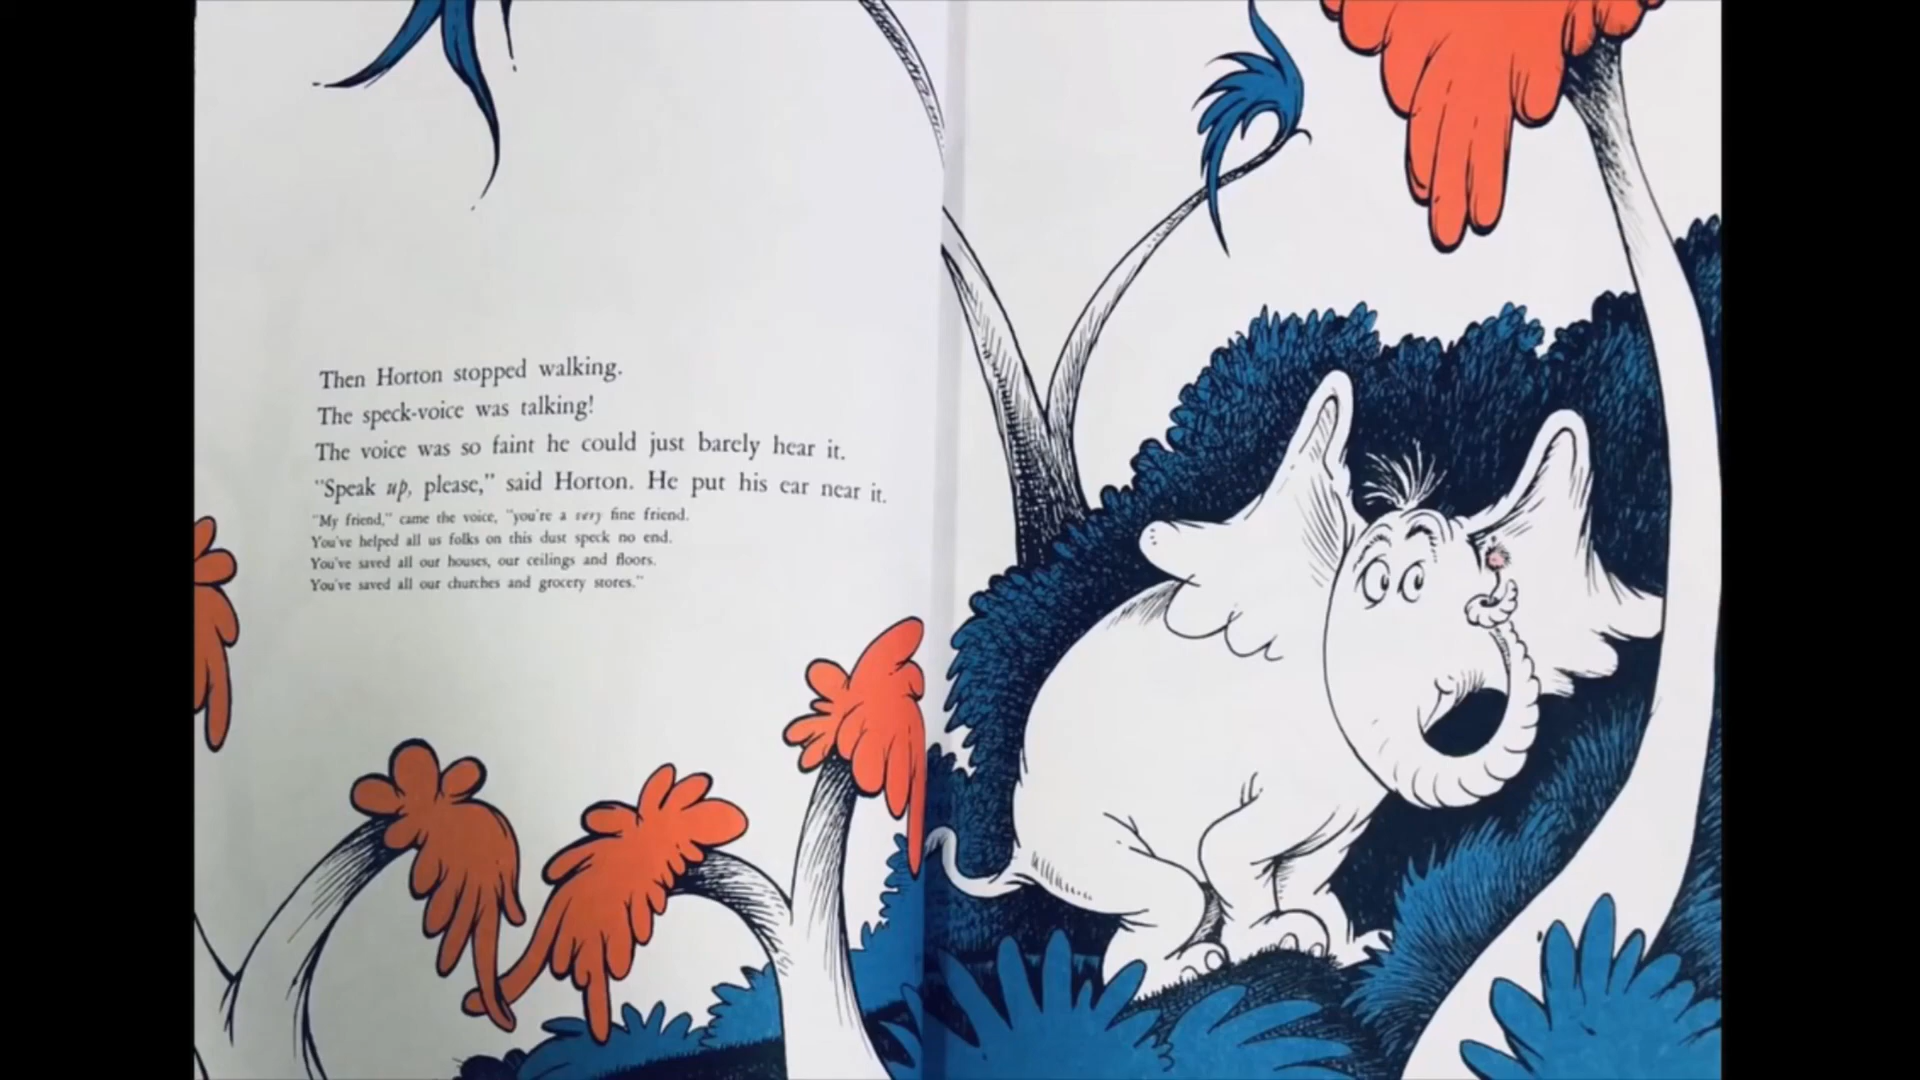 Then Horton stopped walking.
The speck-voice was talking!
The voice was so faint he could just barely hear it.
"Speak up, please," said Horton. He put his ear near it.
"My friend," came the voice, "you're a very fine friend.
You've helped all us folks on this dust speck no end.
You've saved all our houses, our ceilings and floors.
You've saved all our churches and grocery stores."